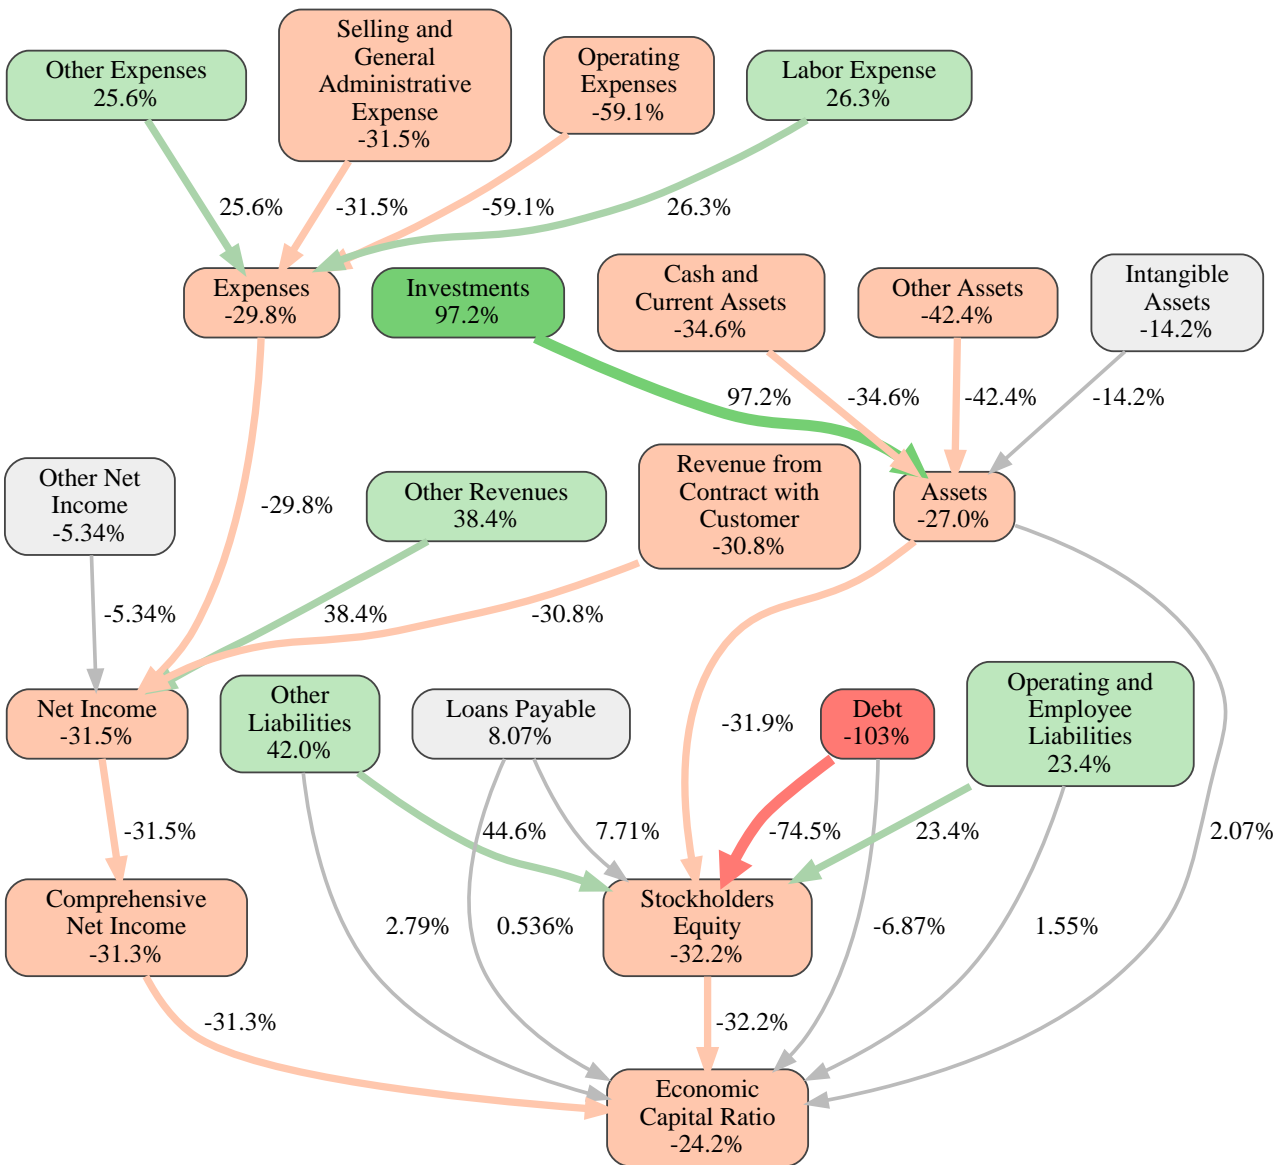 Other Expenses
25.6%
Selling and
General
Administrative
Expense
-31.5%
Operating
Expenses
-59.1%
Labor Expense
26.3%
25.6%
-31.5%
-59.1%
26.3%
Expenses
-29.8%
Investments
97.2%
Cash and
Current Assets
-34.6%
Other Assets
-42.4%
Intangible
Assets
-14.2%
97.2%
-34.6%
-42.4%
-14.2%
Other Net
Income
-5.34%
-29.8%
Other Revenues
38.4%
Revenue from
Contract with
Customer
-30.8%
Assets
-27.0%
-5.34%
38.4%
-30.8%
Net Income
-31.5%
Other
Liabilities
42.0%
Loans Payable
8.07%
-31.9%
Debt
-103%
Operating and
Employee
Liabilities
23.4%
-31.5%
44.6%
7.71%
-74.5%
23.4%
2.07%
Comprehensive
Net Income
-31.3%
2.79%
0.536%
Stockholders
Equity
-32.2%
-6.87%
1.55%
-31.3%
-32.2%
Economic
Capital Ratio
-24.2%